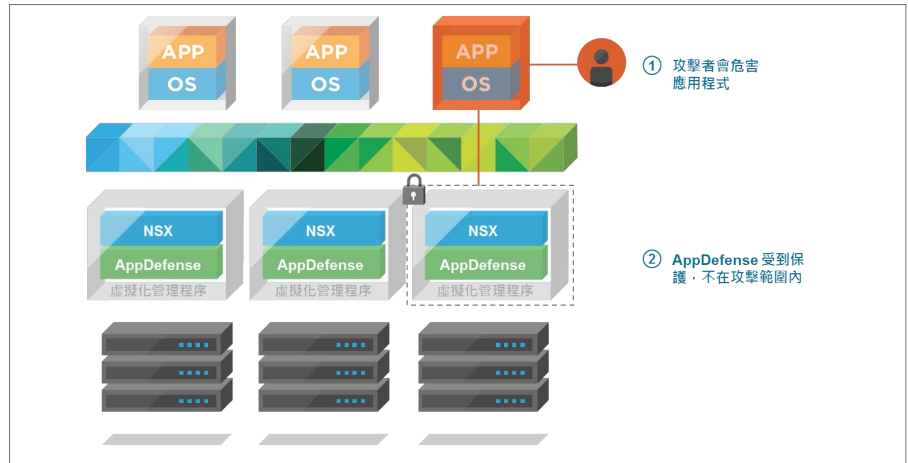 APP
OS
APP
OS
APP
OS
① 攻擊者會危害
應用程式
NSX
AppDefense
虛擬化管理程序
NSX
AppDefense
虛擬化管理程序
NSX
AppDefense
虛擬化管理程序
② AppDefense 受到保
護，不在攻擊範圍內